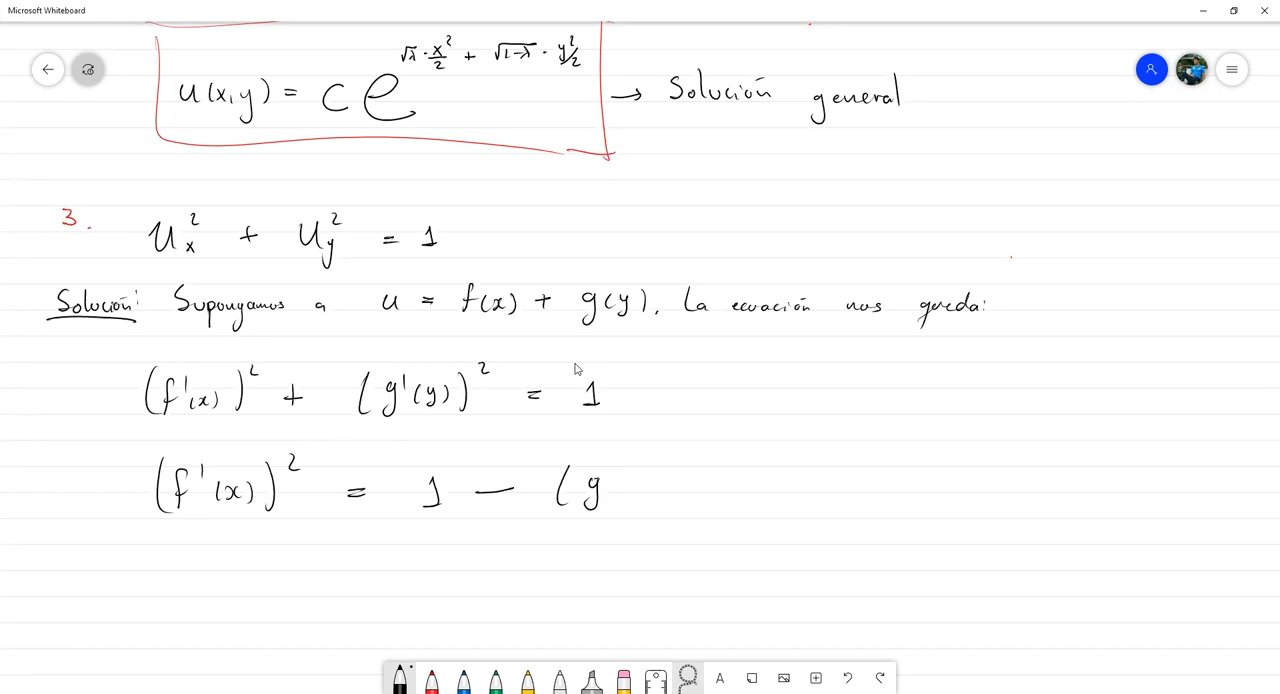 Microsoft Whiteboard
u(x,y) = C e^{√λ · x²/2 + √(1-λ) · y²/2} → Solución general
3. U_x² + U_y² = 1
Solución: Supongamos a u = f(x) + g(y). La ecuación nos queda:
(f'(x))² + (g'(y))² = 1
(f'(x))² = 1 - (g